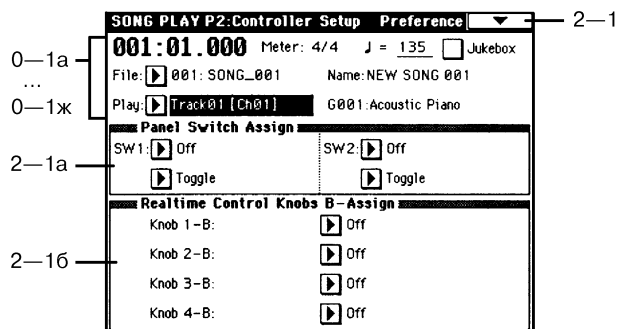 SONG PLAY P2:Controller Setup Preference 2—1
001:01.000 Meter: 4/4 ♩ = 135 Jukebox
0—1а
File: 001: SONG_001 Name: NEW SONG 001
...
0—1ж
Play: Track01 [Ch01] G001: Acoustic Piano
Panel Switch Assign
SW1: Off SW2: Off
2—1а
Toggle Toggle
Realtime Control Knobs B-Assign
Knob 1-B: Off
Knob 2-B: Off
2—1б
Knob 3-B: Off
Knob 4-B: Off